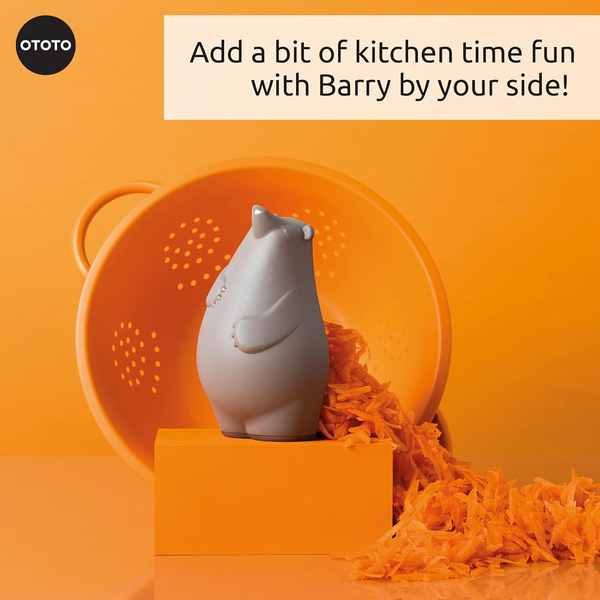 OTOTO
Add a bit of kitchen time fun
with Barry by your side!